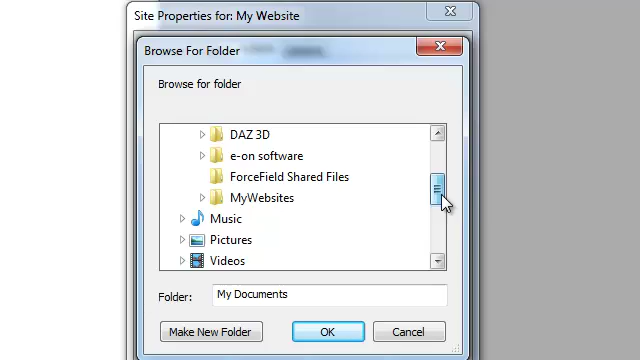 Site Properties for: My Website
Browse For Folder
Browse for folder
DAZ 3D
e-on software
ForceField Shared Files
MyWebsites
Music
Pictures
Videos
Folder: My Documents
Make New Folder OK Cancel